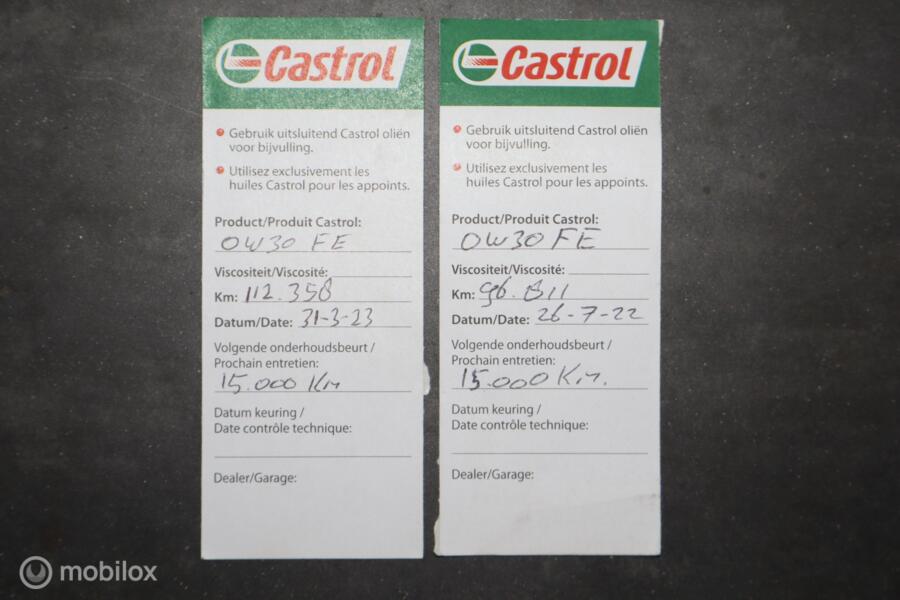 Castrol
Gebruik uitsluitend Castrol oliën
voor bijvulling.
Utilisez exclusivement les
huiles Castrol pour les appoints.
Product/Produit Castrol:
0W30 FE
Viscositeit/Viscosité:
Km: 112.358
Datum/Date: 31-3-23
Volgende onderhoudsbeurt /
Prochain entretien:
15.000 Km
Datum keuring /
Date contrôle technique:
Dealer/Garage:
Castrol
Gebruik uitsluitend Castrol oliën
voor bijvulling.
Utilisez exclusivement les
huiles Castrol pour les appoints.
Product/Produit Castrol:
0W30 FE
Viscositeit/Viscosité:
Km: 96.811
Datum/Date: 26-7-22
Volgende onderhoudsbeurt /
Prochain entretien:
15.000 Km.
Datum keuring /
Date contrôle technique:
Dealer/Garage:
mobilox